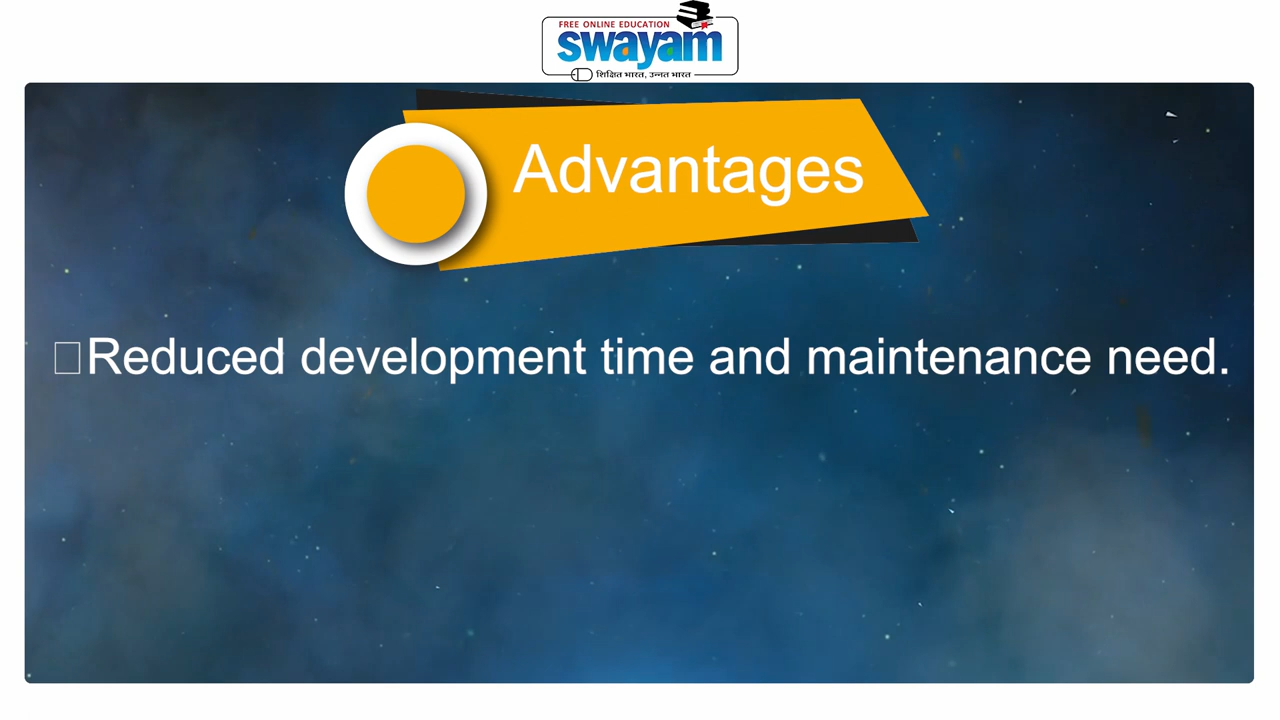 FREE ONLINE EDUCATION
swayam
शिक्षित भारत, उन्नत भारत
Advantages
Reduced development time and maintenance need.